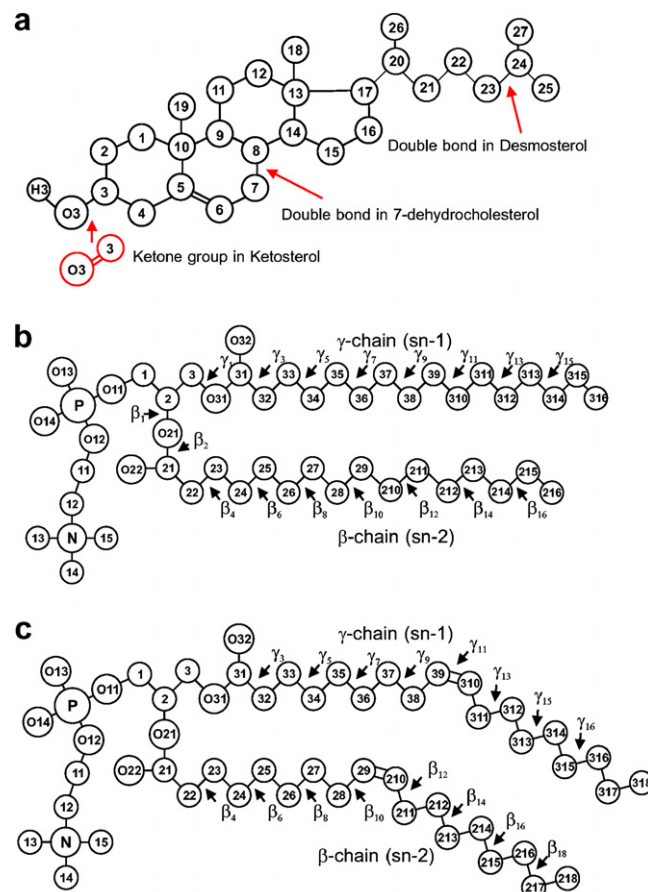 a
26
27
18
20
22
24
12
11
13
17
21
23
25
19
16
1
9
14
2
10
8
15
Double bond in Desmosterol
H3
3
5
7
O3
4
6
Double bond in 7-dehydrocholesterol
3
O3
Ketone group in Ketosterol
b
γ-chain (sn-1)
O32
O13
1
3
γ1
31
γ3
33
γ5
35
γ7
37
γ9
39
γ11
311
γ13
313
γ15
315
P
O11
2
O31
32
34
36
38
310
312
314
316
O14
β1
O12
O21
β2
11
O22
21
23
25
27
29
211
213
215
12
22
24
26
28
210
212
214
216
β4
β6
β8
β10
β12
β14
β16
13
N
15
β-chain (sn-2)
14
c
γ-chain (sn-1)
O32
γ11
O13
1
3
31
γ3
33
γ5
35
γ7
37
γ9
39
310
γ13
P
O11
2
O31
32
34
36
38
311
312
γ15
O14
γ16
O12
O21
313
314
11
O22
21
23
25
27
29
210
β12
315
316
12
22
24
26
28
211
212
β14
317
318
β4
β6
β8
β10
13
N
15
213
214
β16
14
β-chain (sn-2)
215
216
β18
217
218